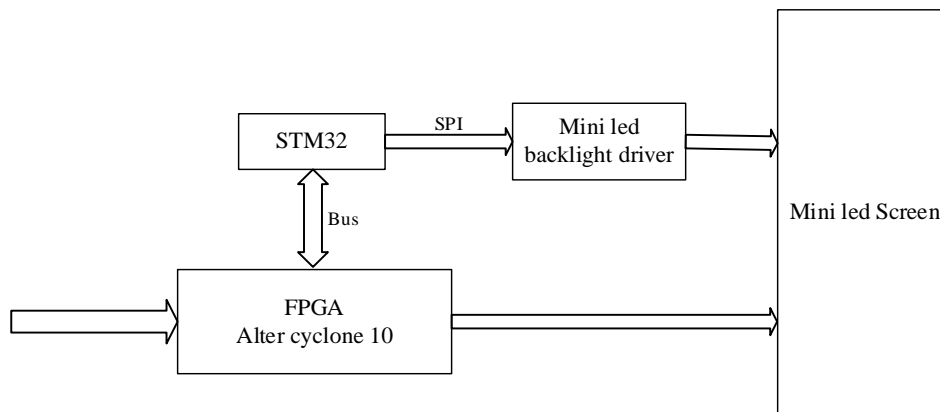 STM32
SPI
Mini led
backlight driver
Mini led Screen
Bus
FPGA
Alter cyclone 10